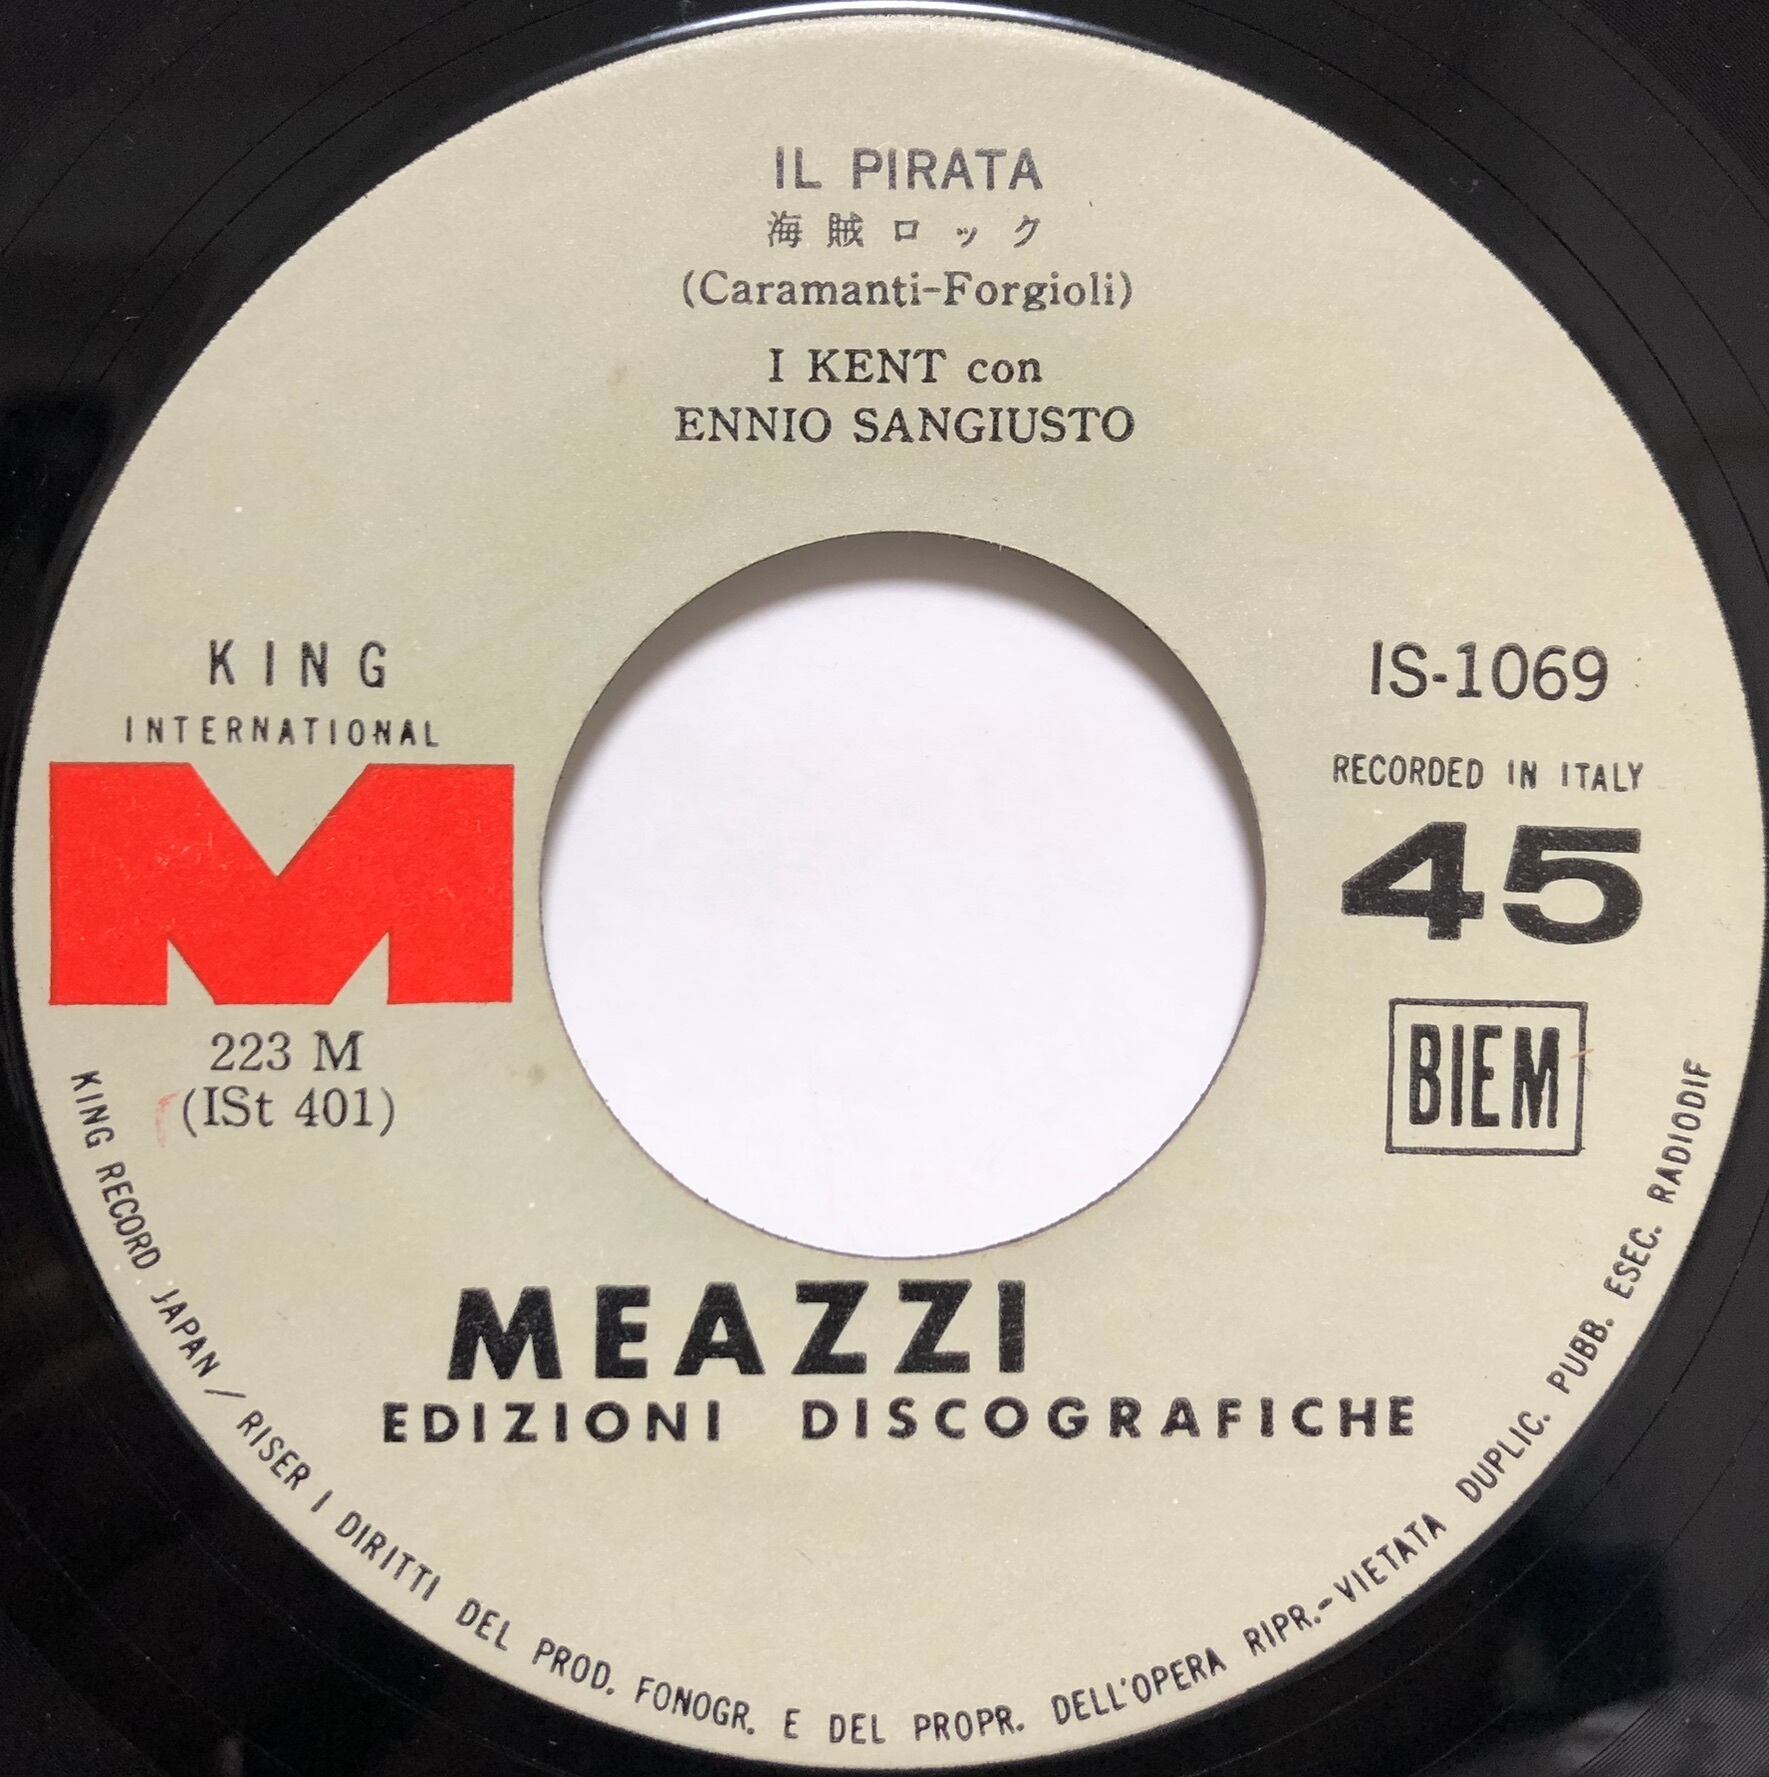 IL PIRATA
海賊ロック
(Caramanti-Forgioli)
I KENT con
ENNIO SANGIUSTO
KING
INTERNATIONAL
M
223 M
(ISt 401)
IS-1069
RECORDED IN ITALY
45
BIEM
MEAZZI
EDIZIONI DISCOGRAFICHE
KING RECORD JAPAN / RISER I DIRITTI DEL PROD. FONOGR. E DEL PROPR. DELL'OPERA RIPR.-VIETATA DUPLIC. PUBB. ESEC. RADIODIF